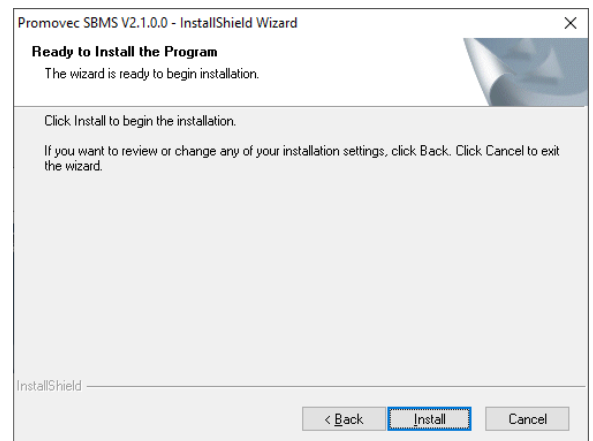 Promovec SBMS V2.1.0.0 - InstallShield Wizard
Ready to Install the Program
The wizard is ready to begin installation.
Click Install to begin the installation.
If you want to review or change any of your installation settings, click Back. Click Cancel to exit
the wizard.
InstallShield
< Back Install Cancel